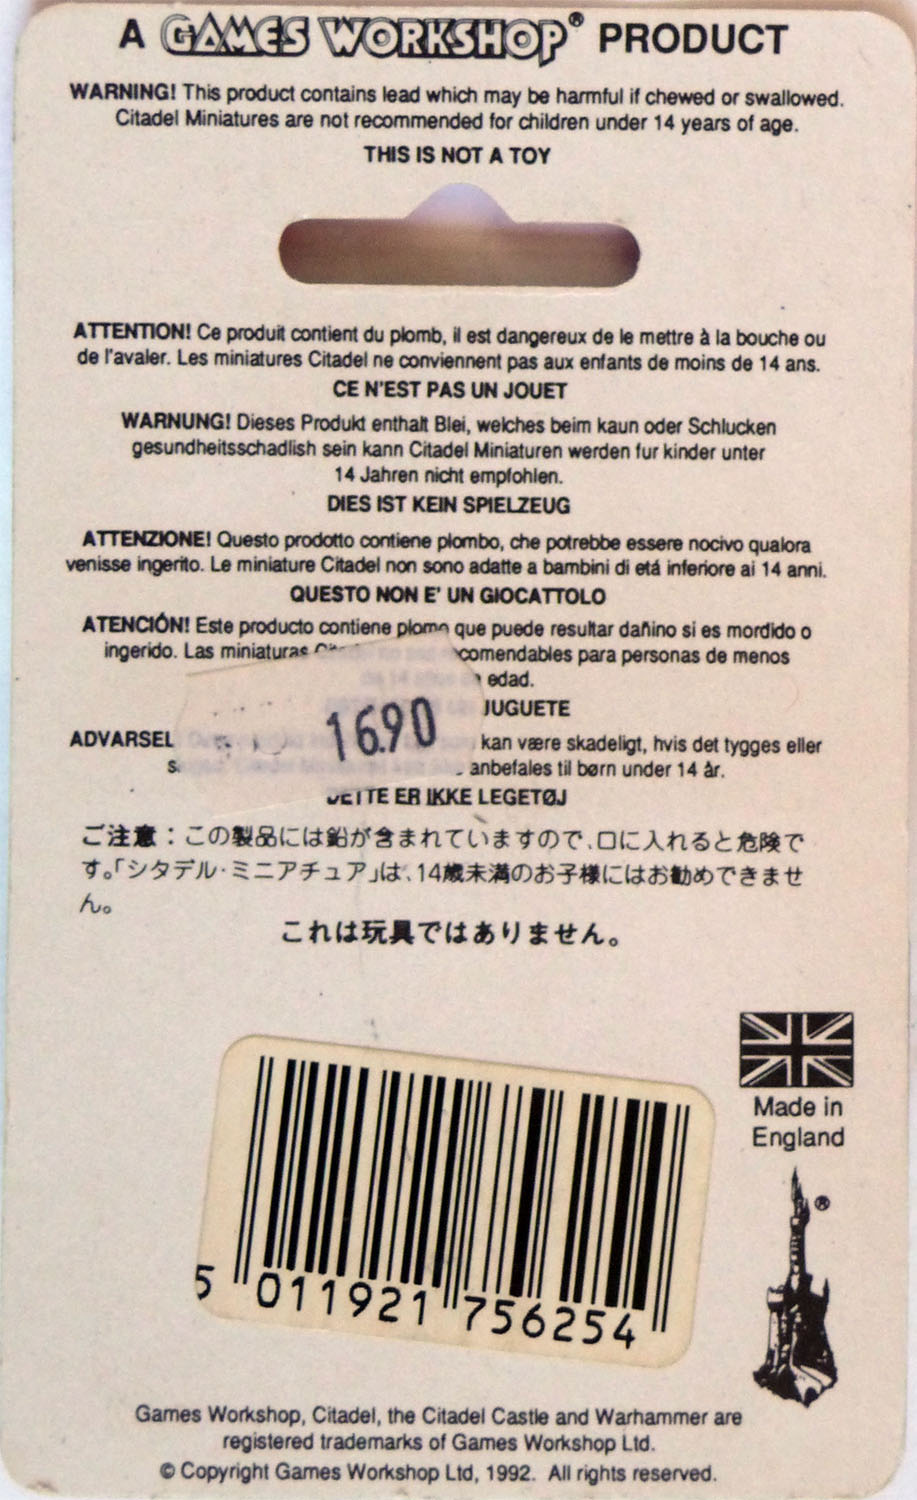 A GAMES WORKSHOP® PRODUCT
WARNING! This product contains lead which may be harmful if chewed or swallowed.
Citadel Miniatures are not recommended for children under 14 years of age.
THIS IS NOT A TOY
ATTENTION! Ce produit contient du plomb, il est dangereux de le mettre à la bouche ou
de l'avaler. Les miniatures Citadel ne conviennent pas aux enfants de moins de 14 ans.
CE N'EST PAS UN JOUET
WARNUNG! Dieses Produkt enthalt Blei, welches beim kaun oder Schlucken
gesundheitsschadlish sein kann Citadel Miniaturen werden fur kinder unter
14 Jahren nicht empfohlen.
DIES IST KEIN SPIELZEUG
ATTENZIONE! Questo prodotto contiene plombo, che potrebbe essere nocivo qualora
venisse ingerito. Le miniature Citadel non sono adatte a bambini di etá inferiore ai 14 anni.
QUESTO NON E' UN GIOCATTOLO
ATENCIÓN! Este producto contiene plomo que puede resultar dañino si es mordido o
ingerido. Las miniaturas para personas de menos
edad.
JUGUETE
16.90
ADVARSEL kan være skadeligt, hvis det tygges eller
anbefales til børn under 14 år.
DETTE ER IKKE LEGETØJ
ご注意：この製品には鉛が含まれていますので、口に入れると危険で
す。「シタデル・ミニアチュア」は、14歳未満のお子様にはお勧めできませ
ん。
これは玩具ではありません。
Made in
England
®
5 011921 756254
Games Workshop, Citadel, the Citadel Castle and Warhammer are
registered trademarks of Games Workshop Ltd.
© Copyright Games Workshop Ltd, 1992. All rights reserved.